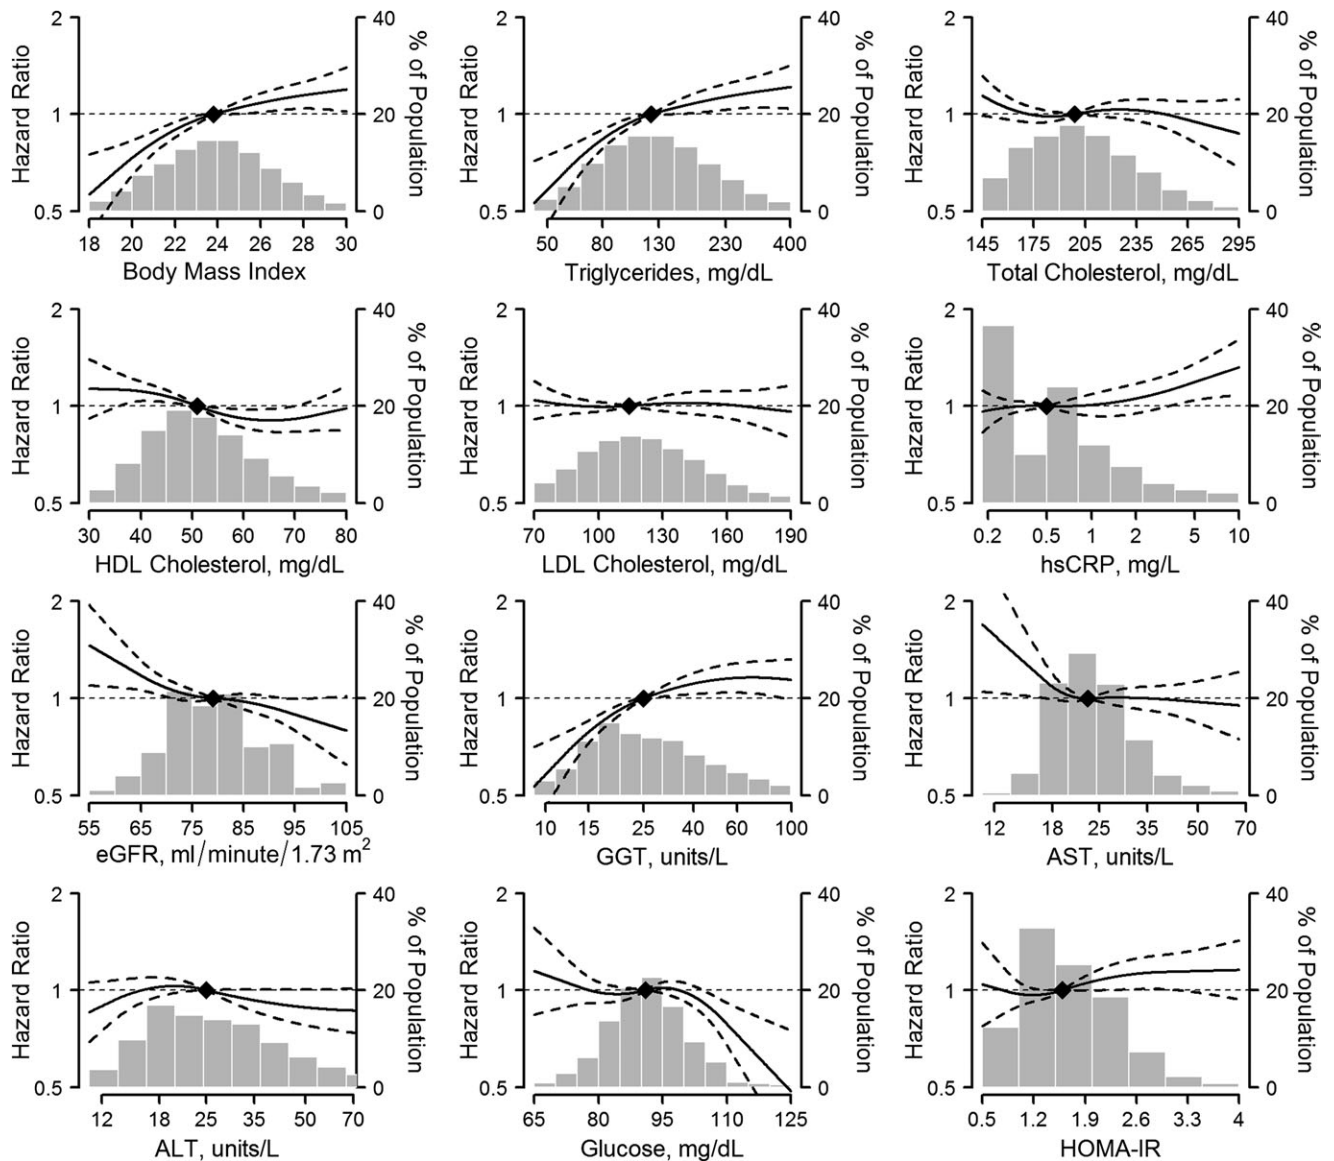 2 40 2 40 2 40
Hazard Ratio % of Population Hazard Ratio % of Population Hazard Ratio % of Population
1 20 1 20 1 20
0.5 0 0.5 0 0.5 0
18 20 22 24 26 28 30 50 80 130 230 400 145 175 205 235 265 295
Body Mass Index Triglycerides, mg/dL Total Cholesterol, mg/dL
2 40 2 40 2 40
Hazard Ratio % of Population Hazard Ratio % of Population Hazard Ratio % of Population
1 20 1 20 1 20
0.5 0 0.5 0 0.5 0
30 40 50 60 70 80 70 100 130 160 190 0.2 0.5 1 2 5 10
HDL Cholesterol, mg/dL LDL Cholesterol, mg/dL hsCRP, mg/L
2 40 2 40 2 40
Hazard Ratio % of Population Hazard Ratio % of Population Hazard Ratio % of Population
1 20 1 20 1 20
0.5 0 0.5 0 0.5 0
55 65 75 85 95 105 10 15 25 40 60 100 12 18 25 35 50 70
eGFR, ml/minute/1.73 m² GGT, units/L AST, units/L
2 40 2 40 2 40
Hazard Ratio % of Population Hazard Ratio % of Population Hazard Ratio % of Population
1 20 1 20 1 20
0.5 0 0.5 0 0.5 0
12 18 25 35 50 70 65 80 95 110 125 0.5 1.2 1.9 2.6 3.3 4
ALT, units/L Glucose, mg/dL HOMA-IR